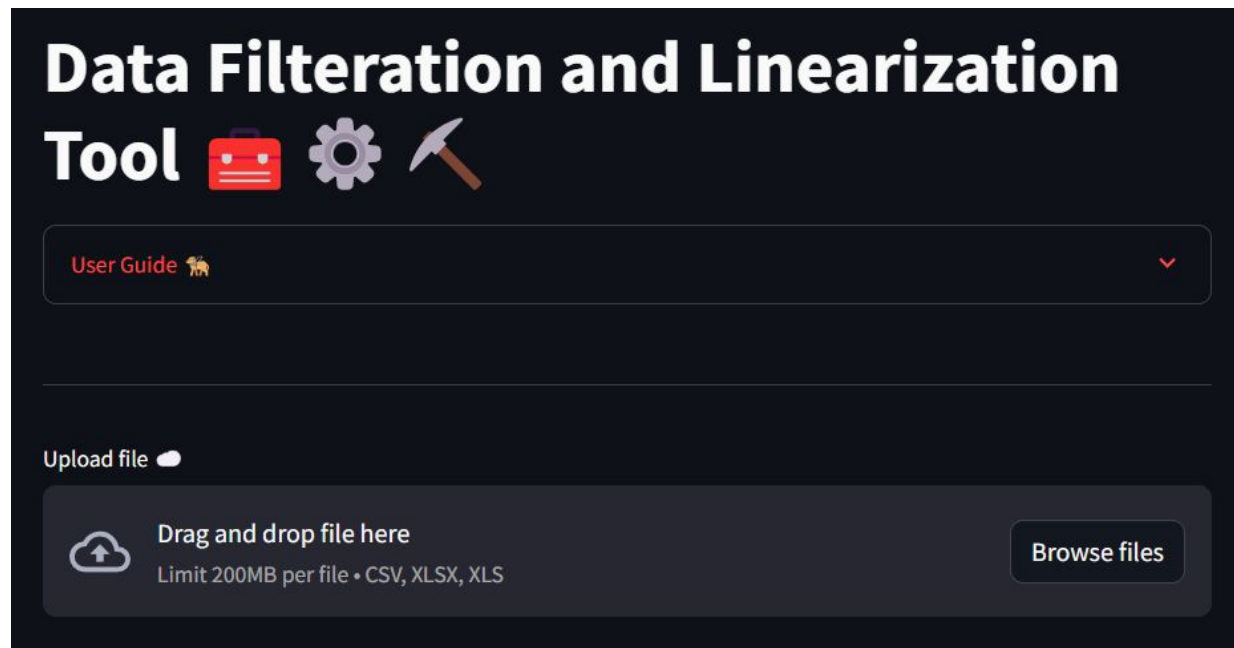 Data Filteration and Linearization
Tool 🧰 ⚙️ ⛏️
User Guide 🐕‍🦺
Upload file ☁️
Drag and drop file here
Limit 200MB per file • CSV, XLSX, XLS
Browse files